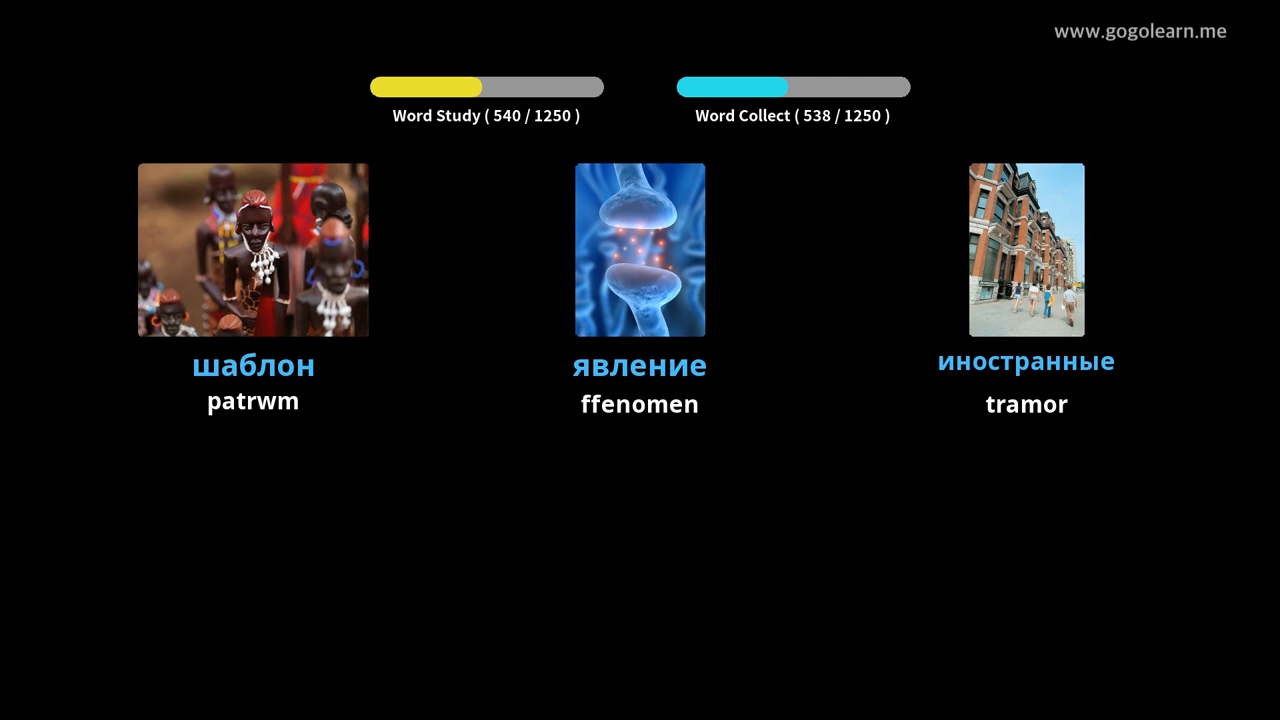 www.gogolearn.me
Word Study ( 540 / 1250 )
Word Collect ( 538 / 1250 )
шаблон
явление
иностранные
patrwm
ffenomen
tramor